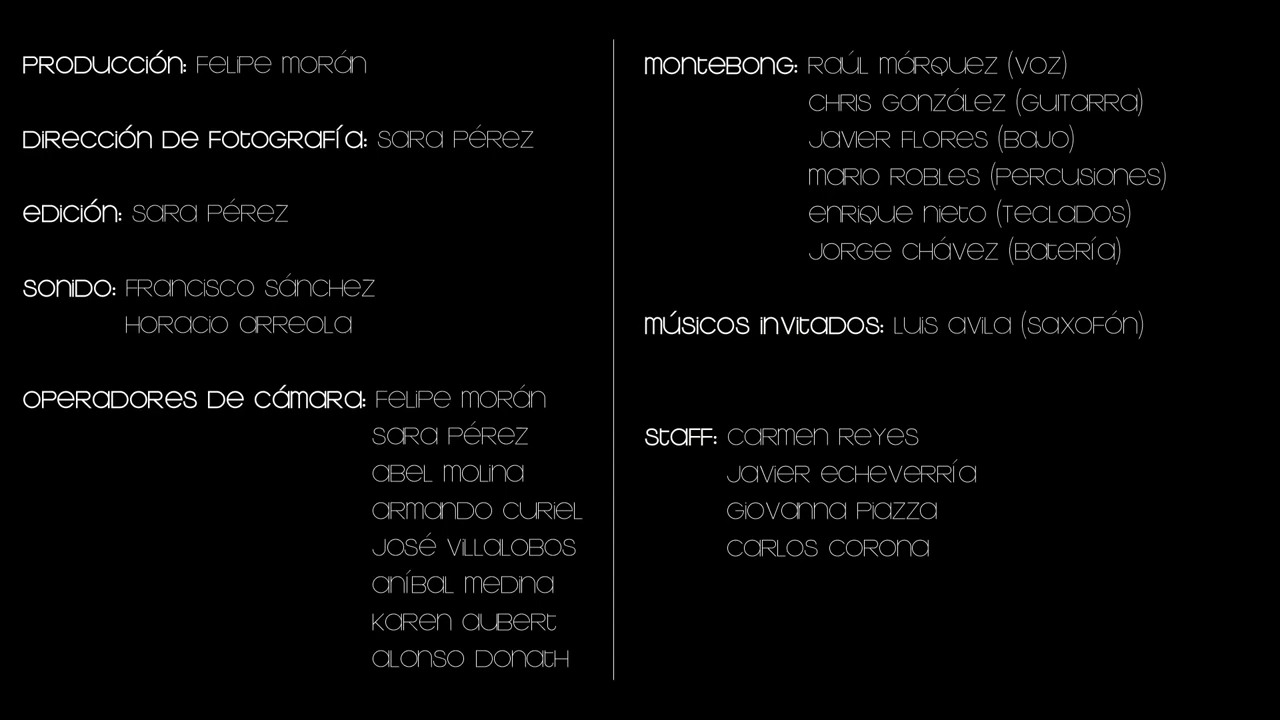 Producción: Felipe Morán
Dirección de Fotografía: Sara Pérez
Edición: Sara Pérez
Sonido: Francisco Sánchez
Horacio Arreola
Operadores de Cámara: Felipe Morán
Sara Pérez
Abel Molina
Armando Curiel
José Villalobos
Aníbal Medina
Karen Aubert
Alonso Donath
Montebong: Raúl Márquez (Voz)
Chris González (Guitarra)
Javier Flores (Bajo)
Mario Robles (Percusiones)
Enrique Nieto (Teclados)
Jorge Chávez (Batería)
Músicos Invitados: Luis Avila (Saxofón)
Staff: Carmen Reyes
Javier Echeverría
Giovanna Piazza
Carlos Corona